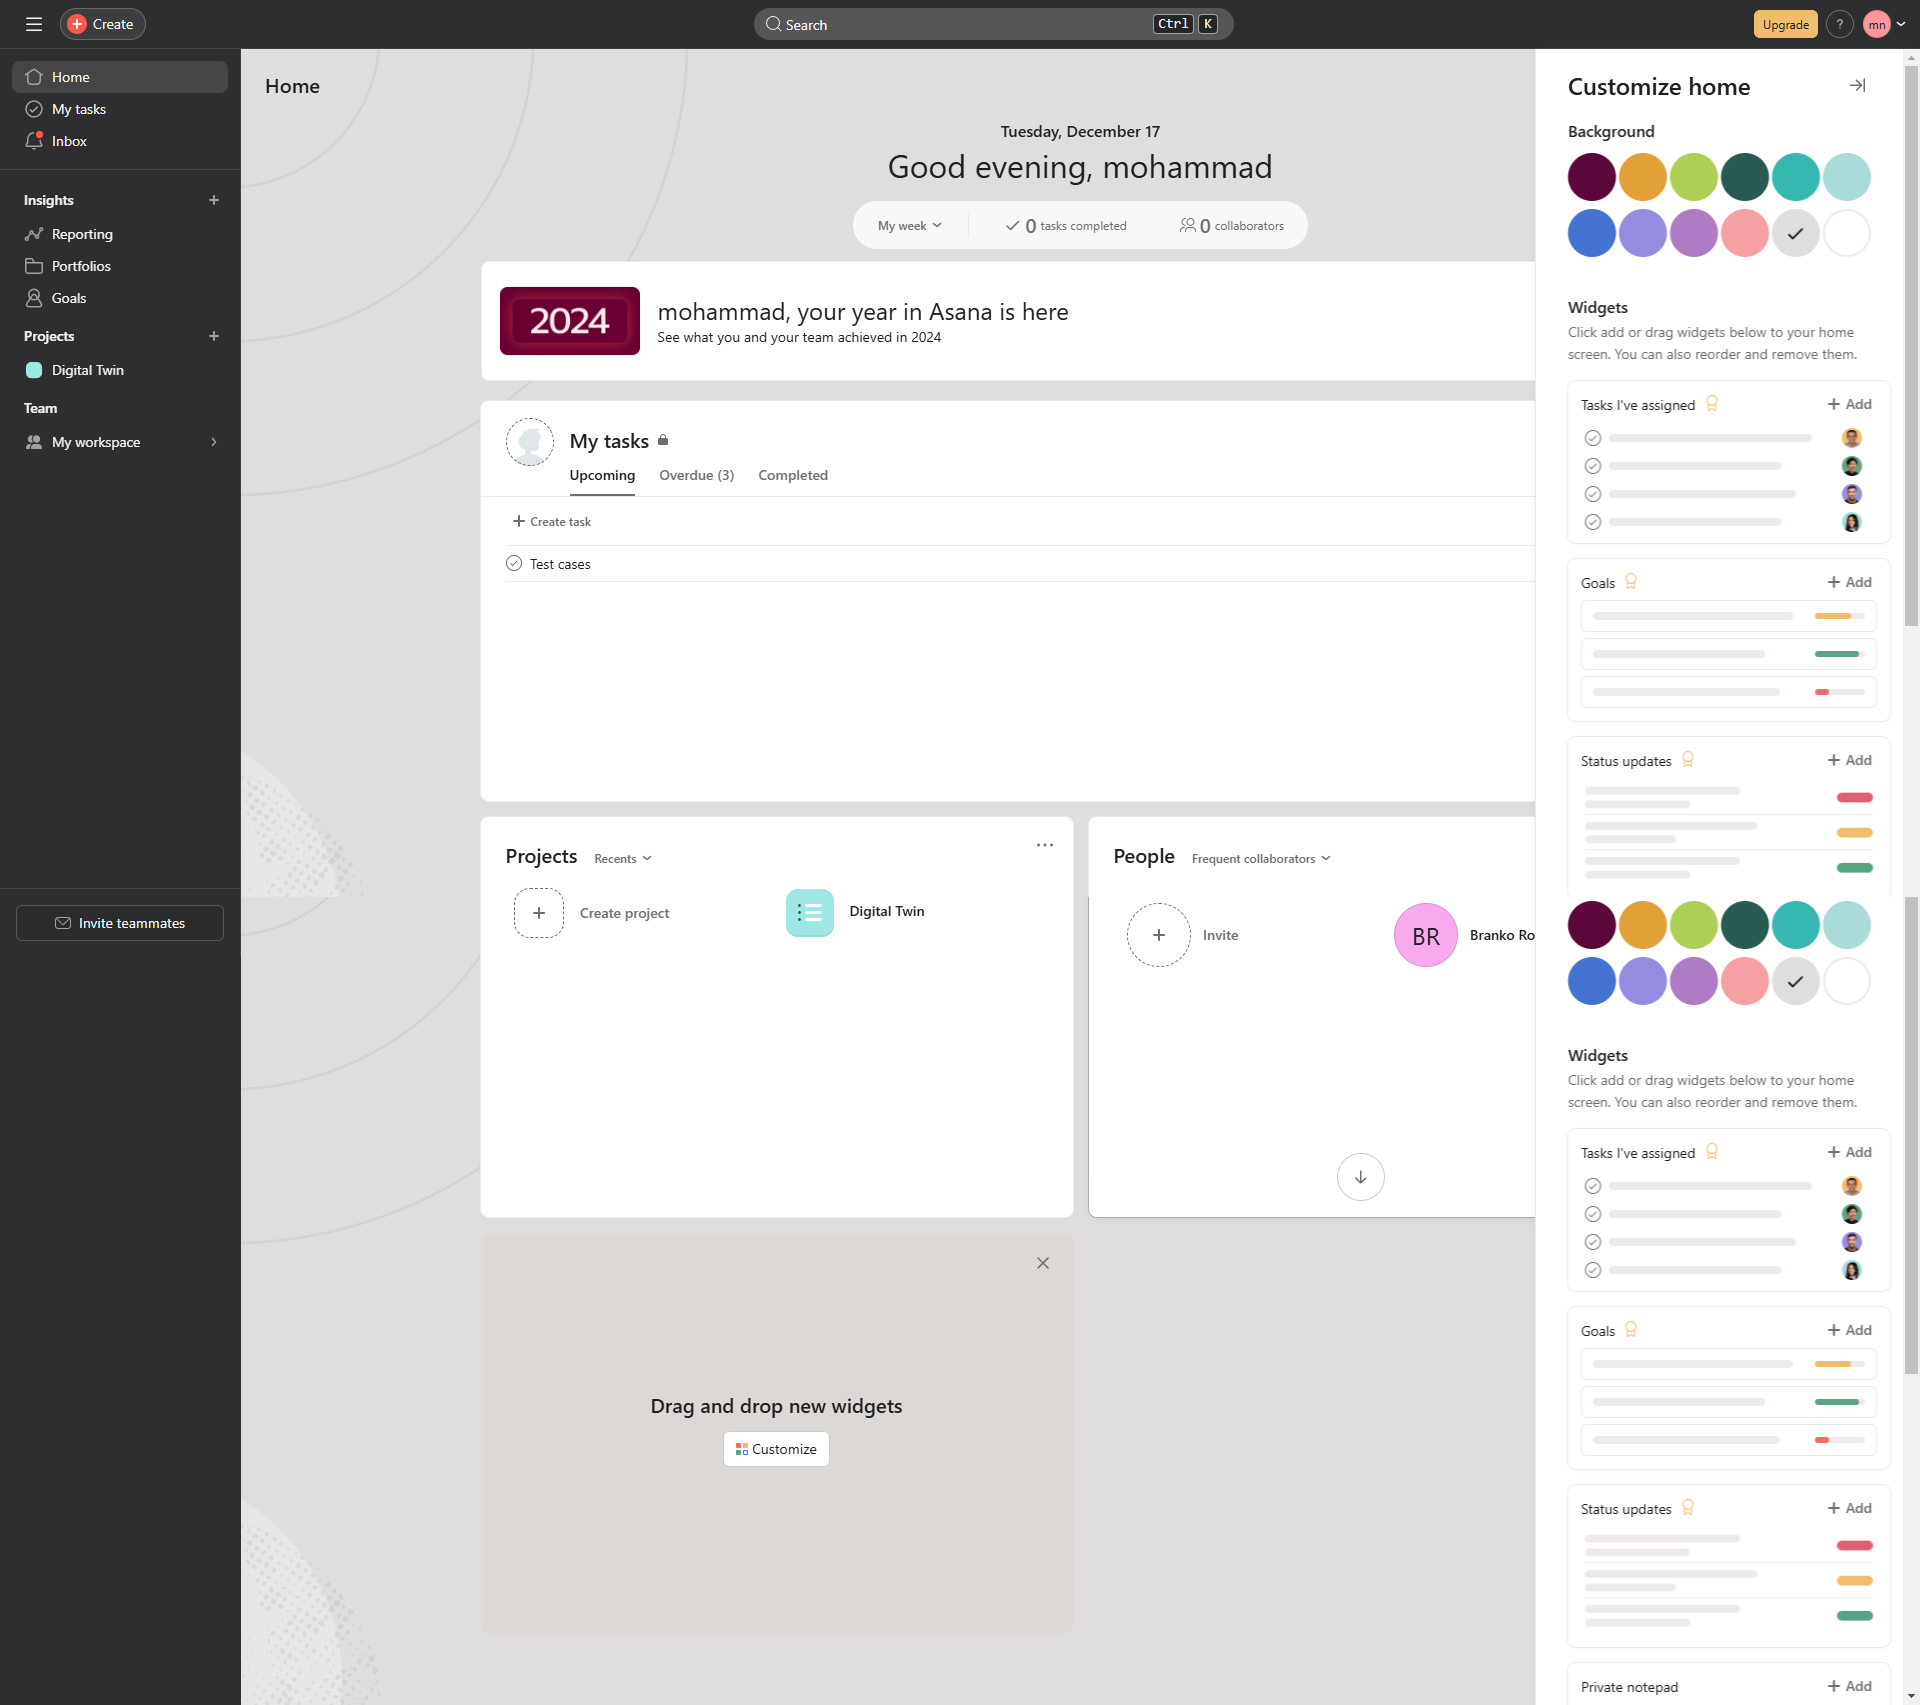 Create
Search
Ctrl K
Upgrade
?
mn
Home
My tasks
Inbox
Insights
Reporting
Portfolios
Goals
Projects
Digital Twin
Team
My workspace
Invite teammates
Home
Tuesday, December 17
Good evening, mohammad
My week
0 tasks completed
0 collaborators
2024
mohammad, your year in Asana is here
See what you and your team achieved in 2024
My tasks
Upcoming
Overdue (3)
Completed
Create task
Test cases
Projects
Recents
Create project
Digital Twin
People
Frequent collaborators
Invite
BR
Branko Ro
Drag and drop new widgets
Customize
Customize home
Background
Widgets
Click add or drag widgets below to your home
screen. You can also reorder and remove them.
Tasks I've assigned
Add
Goals
Add
Status updates
Add
Widgets
Click add or drag widgets below to your home
screen. You can also reorder and remove them.
Tasks I've assigned
Add
Goals
Add
Status updates
Add
Private notepad
Add